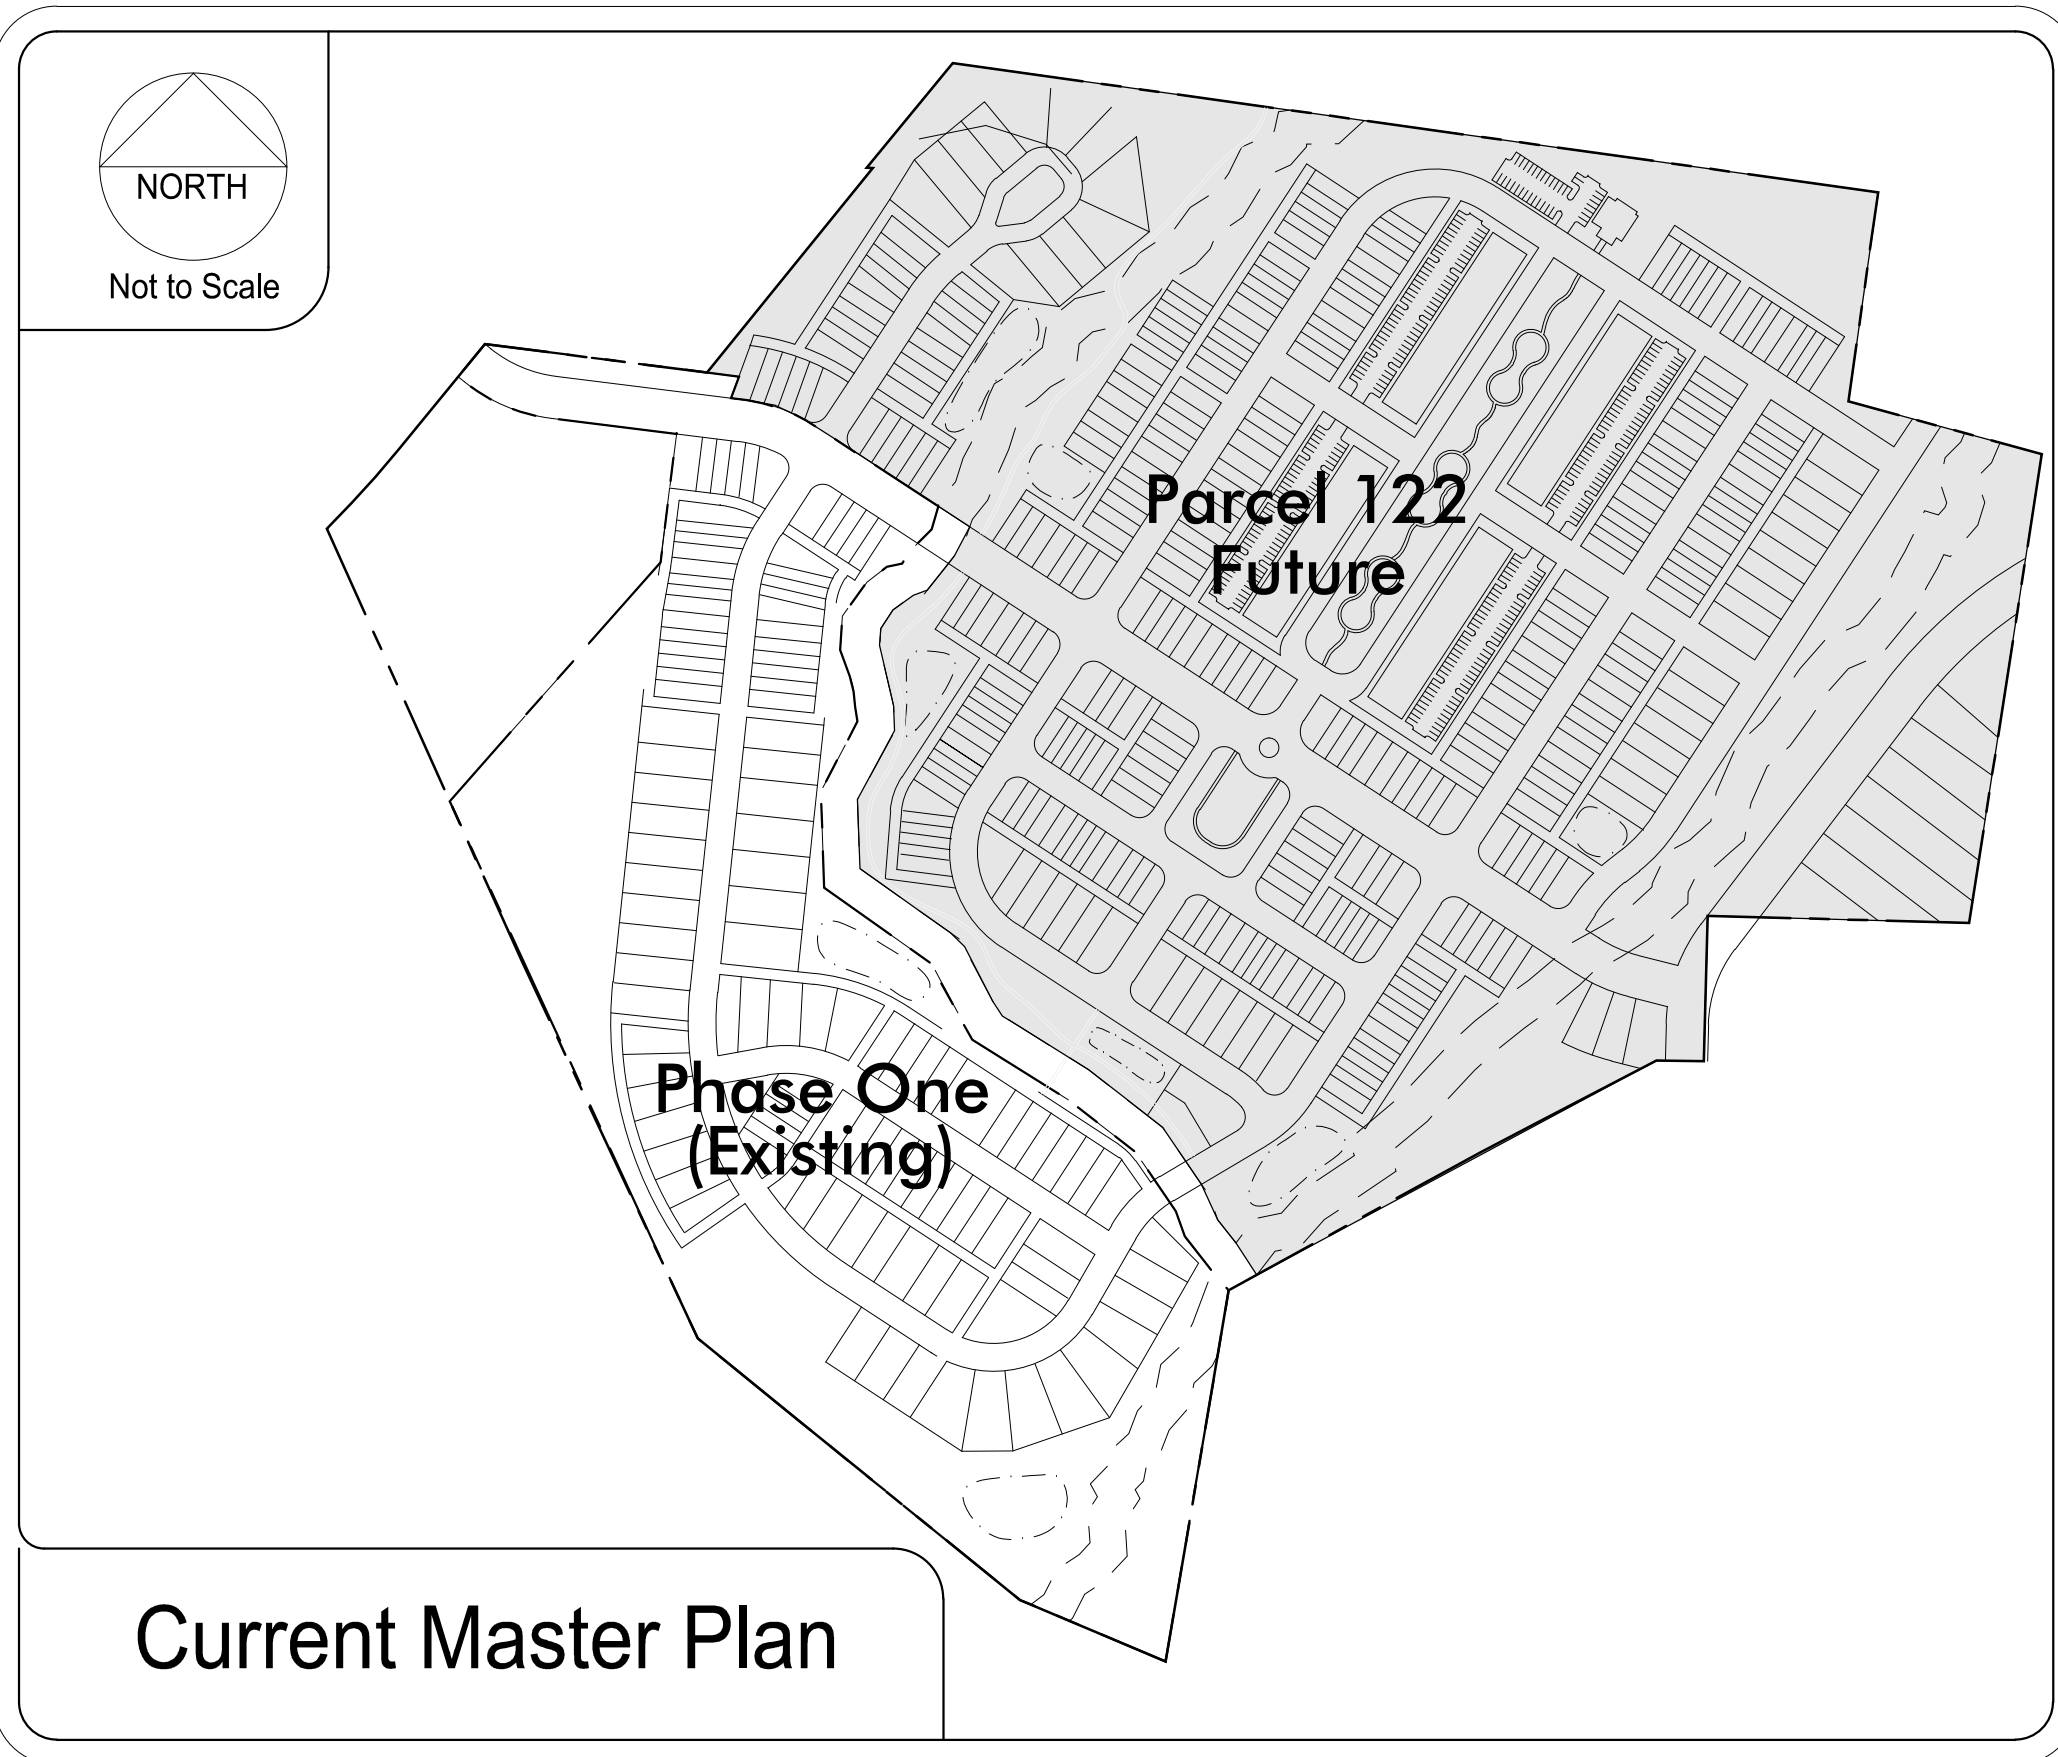 NORTH
Not to Scale
Parcel 122
Future
Phase One
(Existing)
Current Master Plan